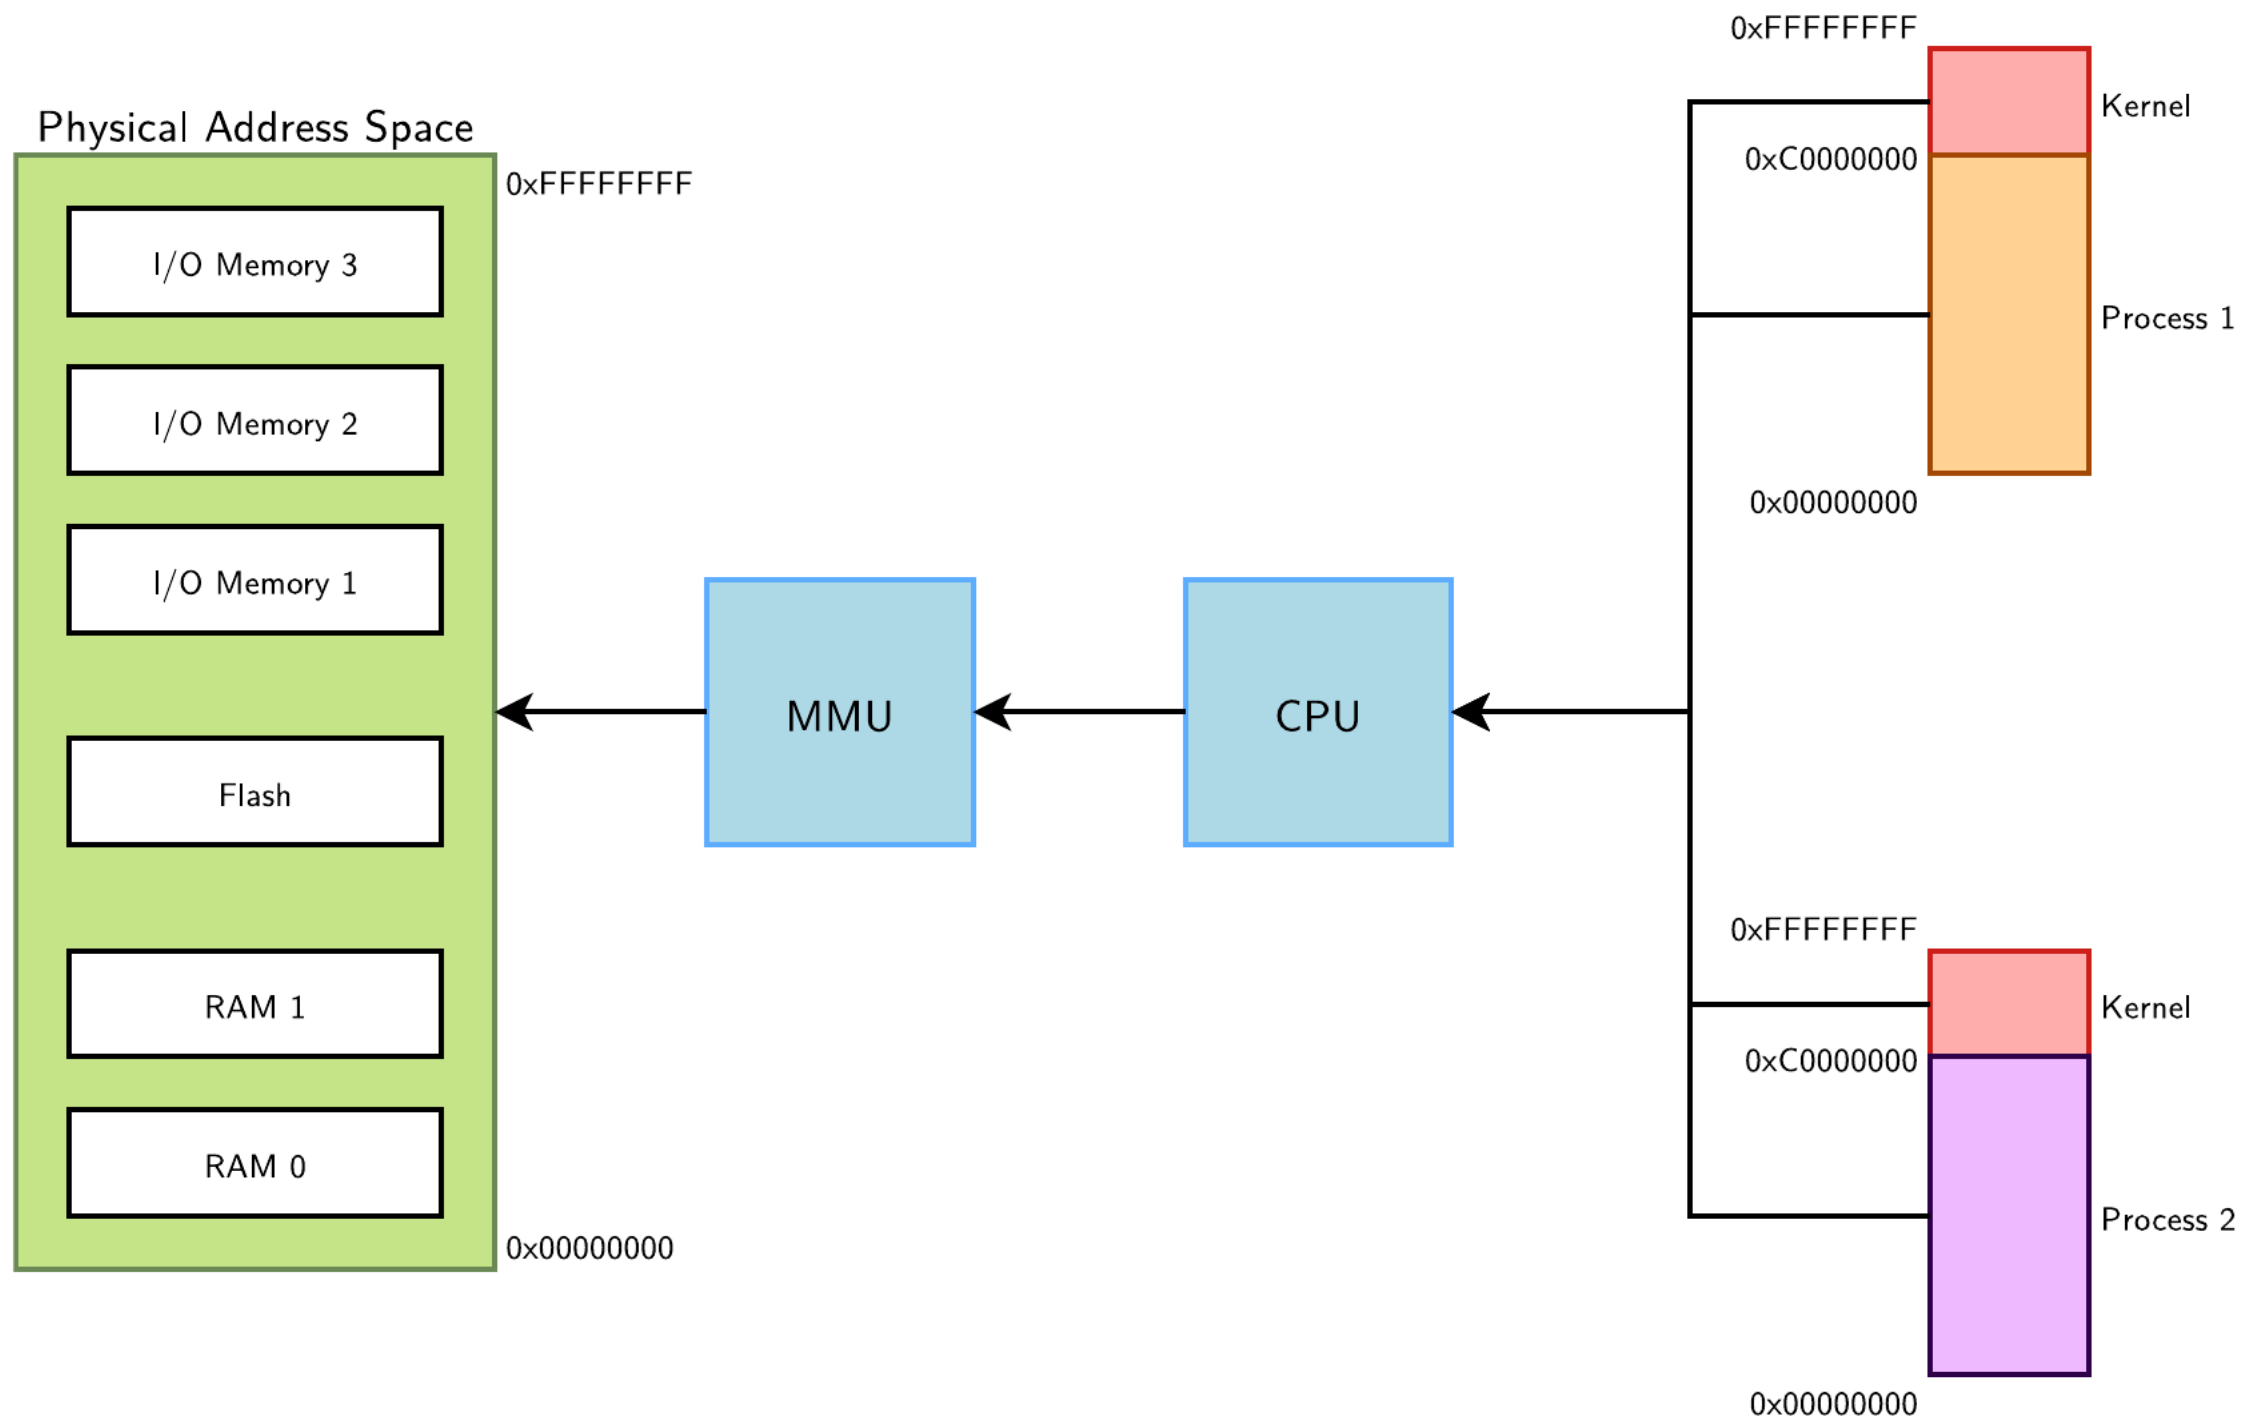 Physical Address Space
0xFFFFFFFF
I/O Memory 3
I/O Memory 2
I/O Memory 1
Flash
RAM 1
RAM 0
0x00000000
MMU
CPU
0xFFFFFFFF
Kernel
0xC0000000
Process 1
0x00000000
0xFFFFFFFF
Kernel
0xC0000000
Process 2
0x00000000